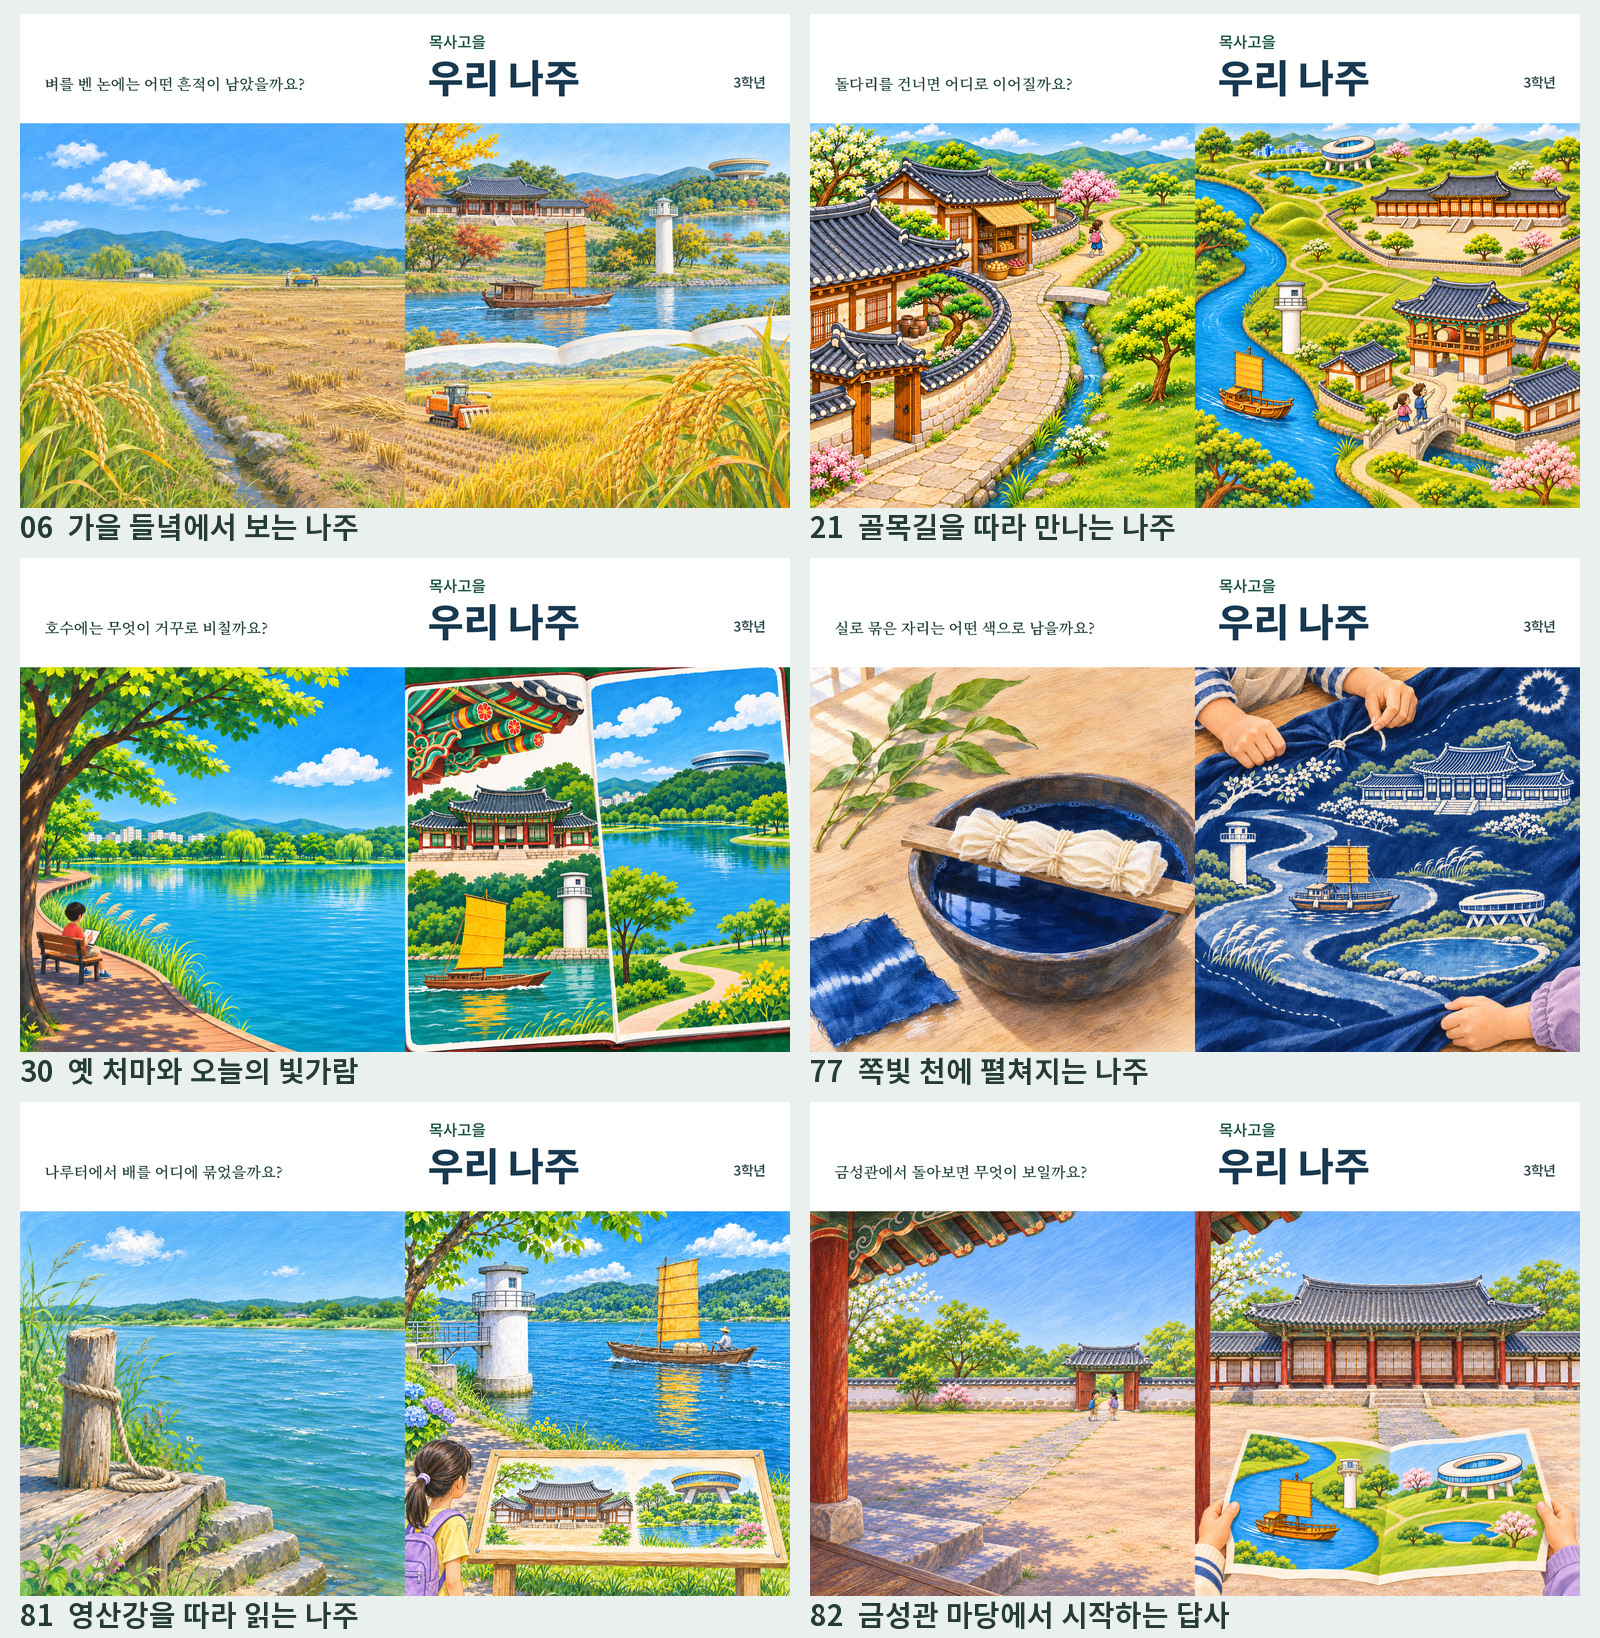 목사고을
우리 나주
벼를 벤 논에는 어떤 흔적이 남았을까요?
3학년
06 가을 들녘에서 보는 나주
목사고을
우리 나주
돌다리를 건너면 어디로 이어질까요?
3학년
21 골목길을 따라 만나는 나주
목사고을
우리 나주
호수에는 무엇이 거꾸로 비칠까요?
3학년
30 옛 처마와 오늘의 빛가람
목사고을
우리 나주
실로 묶은 자리는 어떤 색으로 남을까요?
3학년
77 쪽빛 천에 펼쳐지는 나주
목사고을
우리 나주
나루터에서 배를 어디에 묶었을까요?
3학년
81 영산강을 따라 읽는 나주
목사고을
우리 나주
금성관에서 돌아보면 무엇이 보일까요?
3학년
82 금성관 마당에서 시작하는 답사